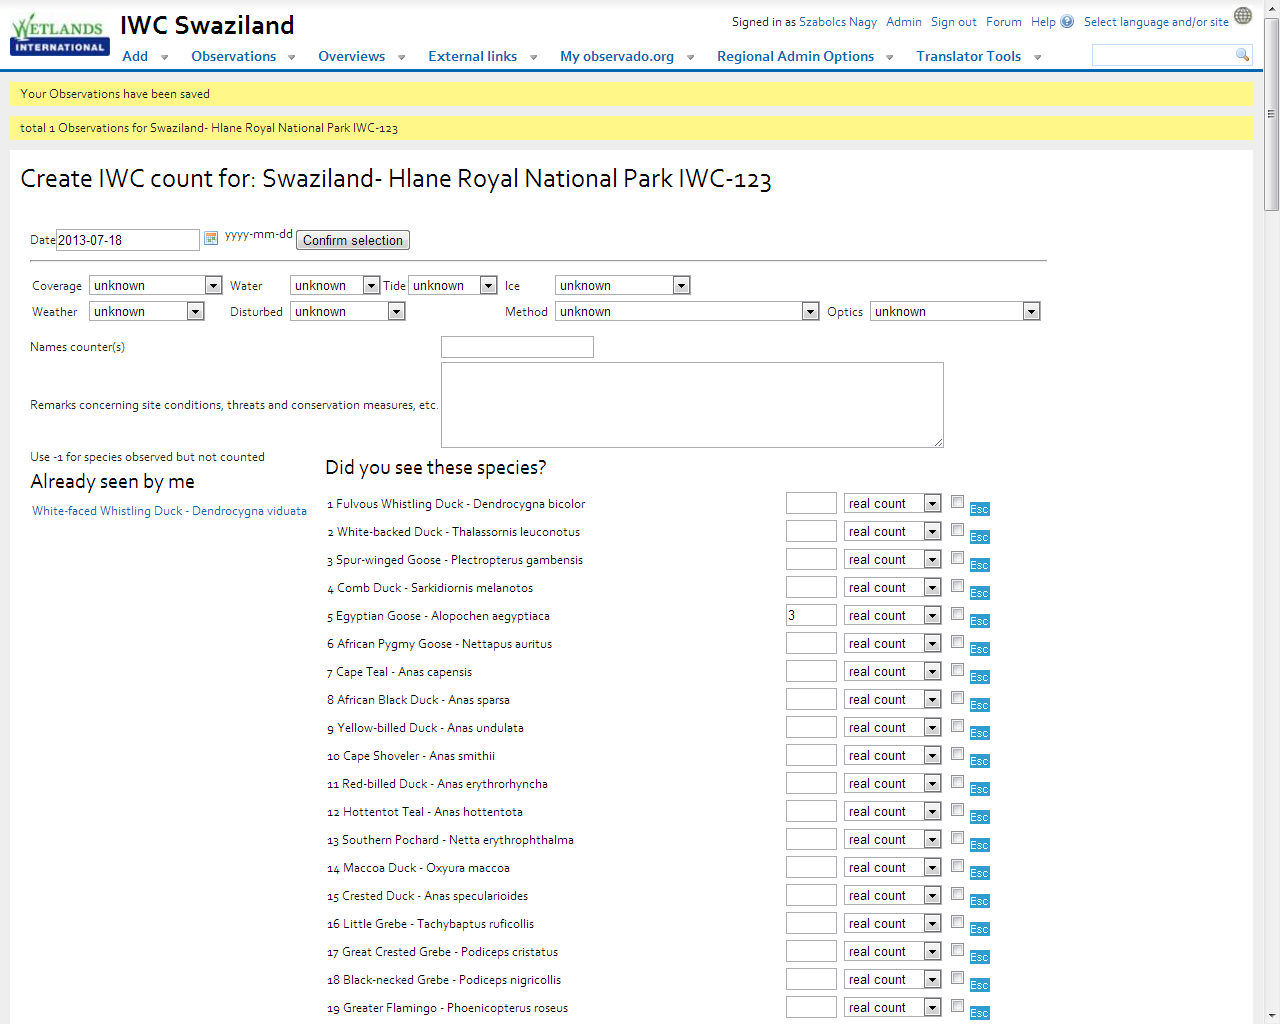 WETLANDS
INTERNATIONAL
IWC Swaziland
Signed in as Szabolcs Nagy Admin Sign out Forum Help Select language and/or site
Add Observations Overviews External links My observado.org Regional Admin Options Translator Tools
Your Observations have been saved
total 1 Observations for Swaziland- Hlane Royal National Park IWC-123
Create IWC count for: Swaziland- Hlane Royal National Park IWC-123
Date 2013-07-18 yyyy-mm-dd Confirm selection
Coverage unknown Water unknown Tide unknown Ice unknown
Weather unknown Disturbed unknown Method unknown Optics unknown
Names counter(s)
Remarks concerning site conditions, threats and conservation measures, etc.
Use -1 for species observed but not counted
Already seen by me
White-faced Whistling Duck - Dendrocygna viduata
Did you see these species?
1 Fulvous Whistling Duck - Dendrocygna bicolor real count Esc
2 White-backed Duck - Thalassornis leuconotus real count Esc
3 Spur-winged Goose - Plectropterus gambensis real count Esc
4 Comb Duck - Sarkidiornis melanotos real count Esc
5 Egyptian Goose - Alopochen aegyptiaca 3 real count Esc
6 African Pygmy Goose - Nettapus auritus real count Esc
7 Cape Teal - Anas capensis real count Esc
8 African Black Duck - Anas sparsa real count Esc
9 Yellow-billed Duck - Anas undulata real count Esc
10 Cape Shoveler - Anas smithii real count Esc
11 Red-billed Duck - Anas erythrorhyncha real count Esc
12 Hottentot Teal - Anas hottentota real count Esc
13 Southern Pochard - Netta erythrophthalma real count Esc
14 Maccoa Duck - Oxyura maccoa real count Esc
15 Crested Duck - Anas specularioides real count Esc
16 Little Grebe - Tachybaptus ruficollis real count Esc
17 Great Crested Grebe - Podiceps cristatus real count Esc
18 Black-necked Grebe - Podiceps nigricollis real count Esc
19 Greater Flamingo - Phoenicopterus roseus real count Esc